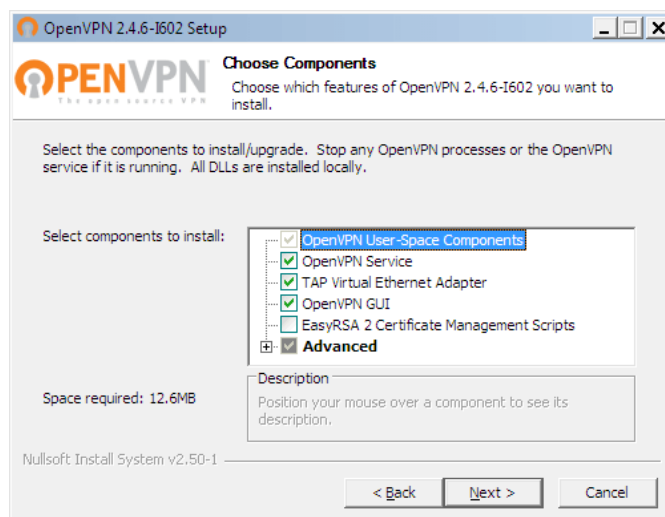 OpenVPN 2.4.6-I602 Setup
OPENVPN
The open source VPN
Choose Components
Choose which features of OpenVPN 2.4.6-I602 you want to
install.
Select the components to install/upgrade. Stop any OpenVPN processes or the OpenVPN
service if it is running. All DLLs are installed locally.
Select components to install:
OpenVPN User-Space Components
OpenVPN Service
TAP Virtual Ethernet Adapter
OpenVPN GUI
EasyRSA 2 Certificate Management Scripts
Advanced
Space required: 12.6MB
Description
Position your mouse over a component to see its
description.
Nullsoft Install System v2.50-1
< Back
Next >
Cancel